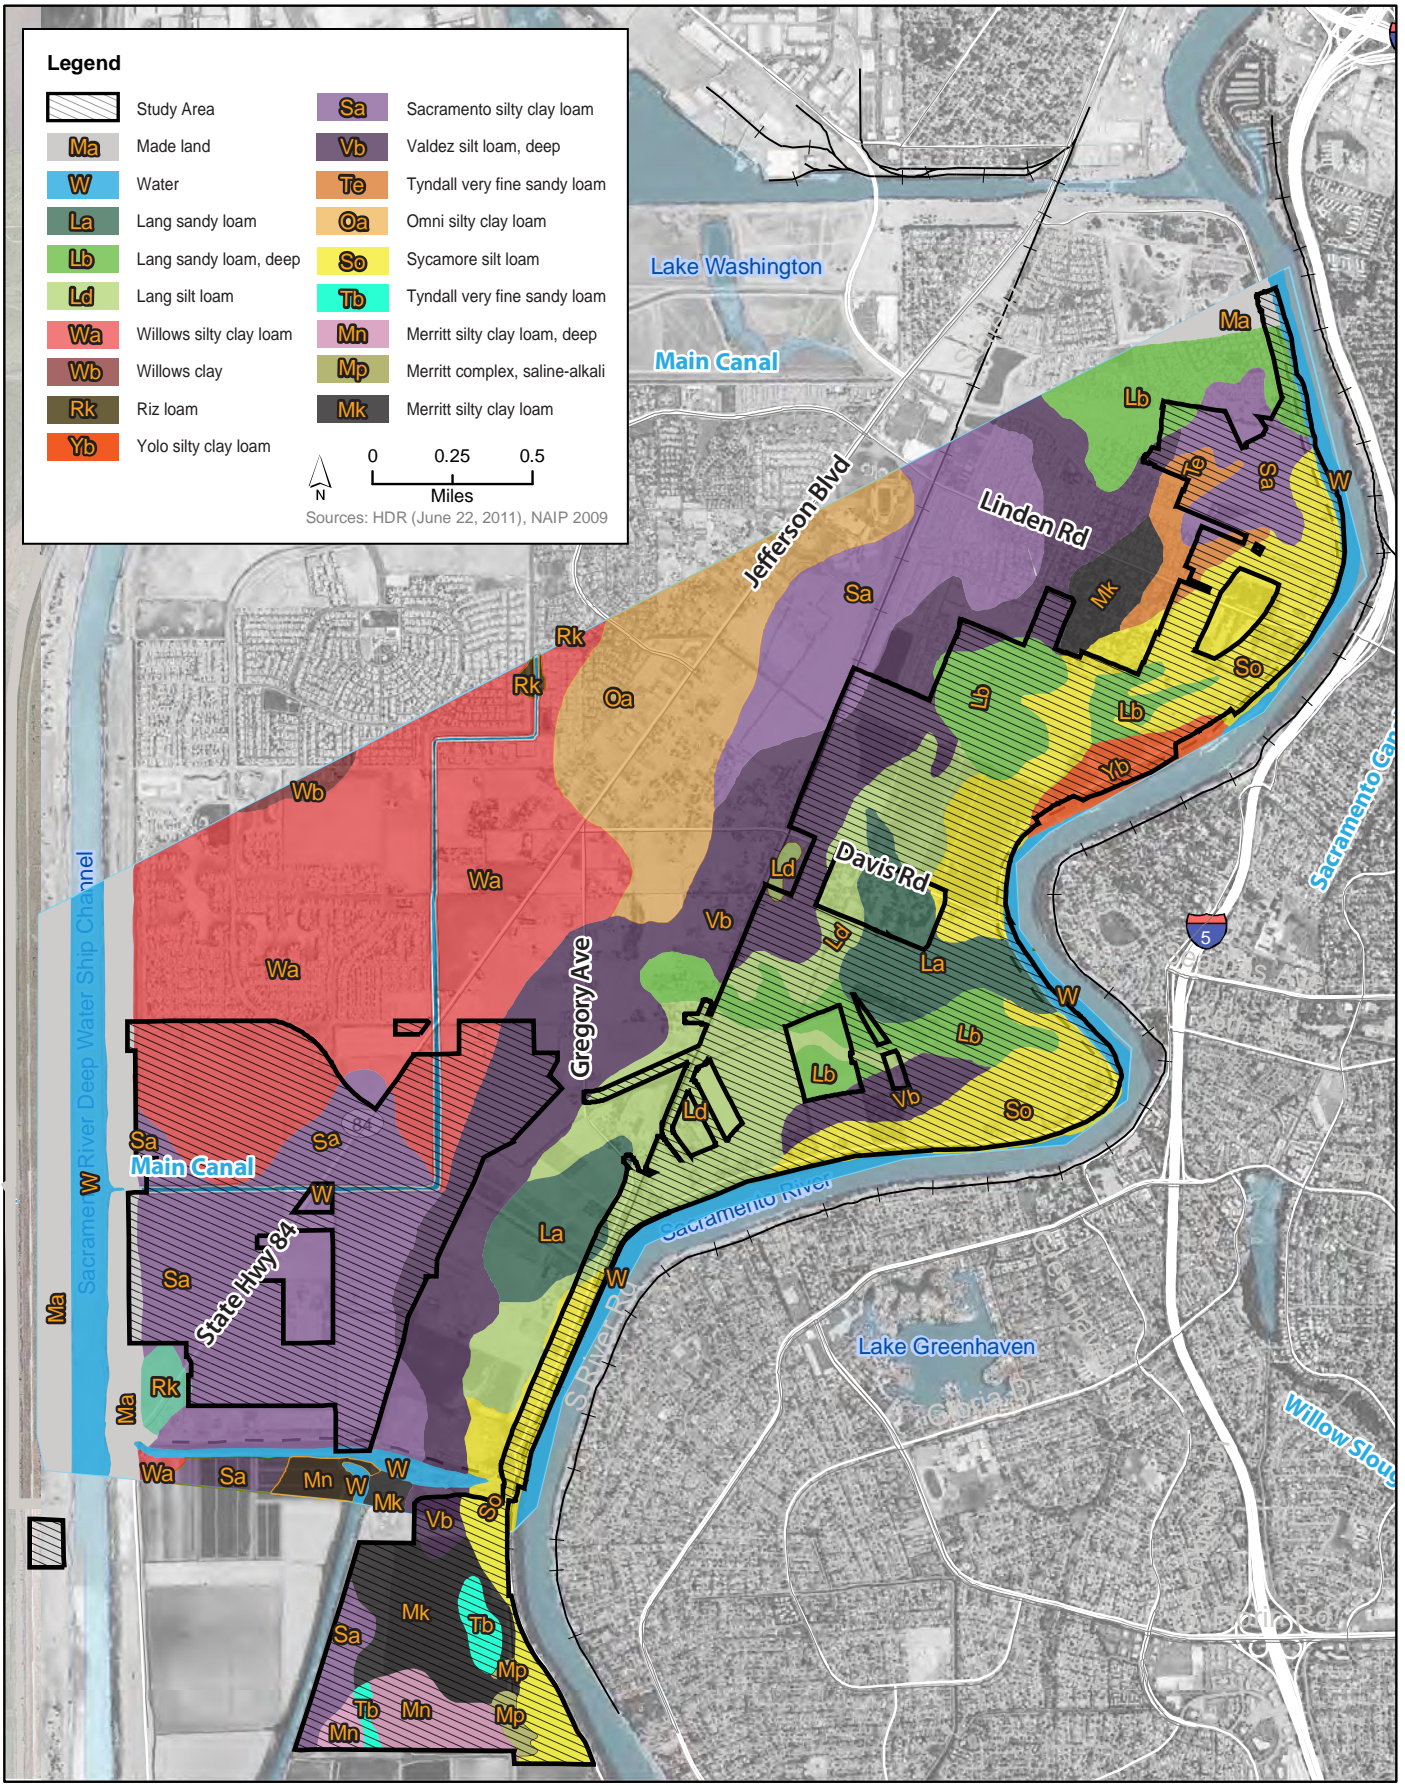 Legend
Study Area
Ma Made land
W Water
La Lang sandy loam
Lb Lang sandy loam, deep
Ld Lang silt loam
Wa Willows silty clay loam
Wb Willows clay
Rk Riz loam
Yb Yolo silty clay loam
Sa Sacramento silty clay loam
Vb Valdez silt loam, deep
Te Tyndall very fine sandy loam
Oa Omni silty clay loam
So Sycamore silt loam
Tb Tyndall very fine sandy loam
Mn Merritt silty clay loam, deep
Mp Merritt complex, saline-alkali
Mk Merritt silty clay loam
0 0.25 0.5
Miles
N
Sources: HDR (June 22, 2011), NAIP 2009
Lake Washington
Main Canal
Ma
Lb
Te
Sa
W
Linden Rd
Jefferson Blvd
Sa
Mk
Rk
Rk
Oa
Lb
Lb
So
Yb
Wb
Wa
Wa
Ld
Davis Rd
Vb
Ld
La
W
Gregory Ave
Lb
Lb
Vb
So
Ld
Sacramento River Deep Water Ship Channel
W
Sa
Main Canal
Sa
84
W
Sa
State Hwy 84
Ma
Ma
Rk
La
W
Sacramento River
S River Rd
Lake Greenhaven
5
Willow Sloug
Wa
Sa
Mn
W
W
Mk
Vb
So
Mk
Sa
Tb
Mp
Tb
Mn
Mn
Mp